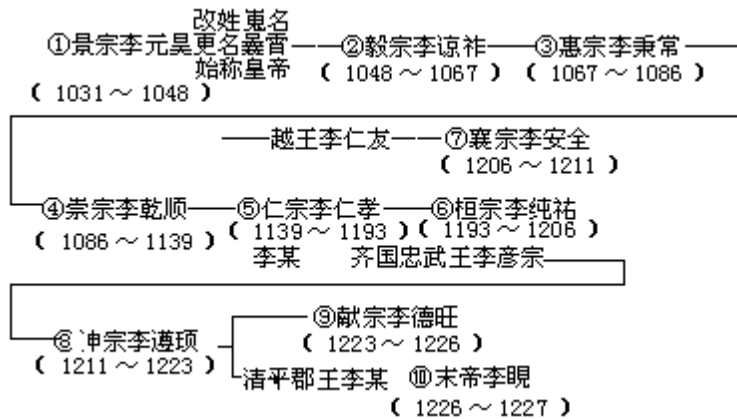 改姓嵬名
①景宗李元昊更名曩霄 ②毅宗李谅祚 ③惠宗李秉常
始称皇帝
( 1031～1048 ) ( 1048～1067 ) ( 1067～1086 )
越王李仁友 ⑦襄宗李安全
( 1206～1211 )
④崇宗李乾顺 ⑤仁宗李仁孝 ⑥桓宗李纯祐
( 1086～1139 ) ( 1139～1193 ) ( 1193～1206 )
李某 齐国忠武王李彦宗
⑧神宗李遵顼 ⑨献宗李德旺
( 1211～1223 ) ( 1223～1226 )
清平郡王李某 ⑩末帝李晛
( 1226～1227 )